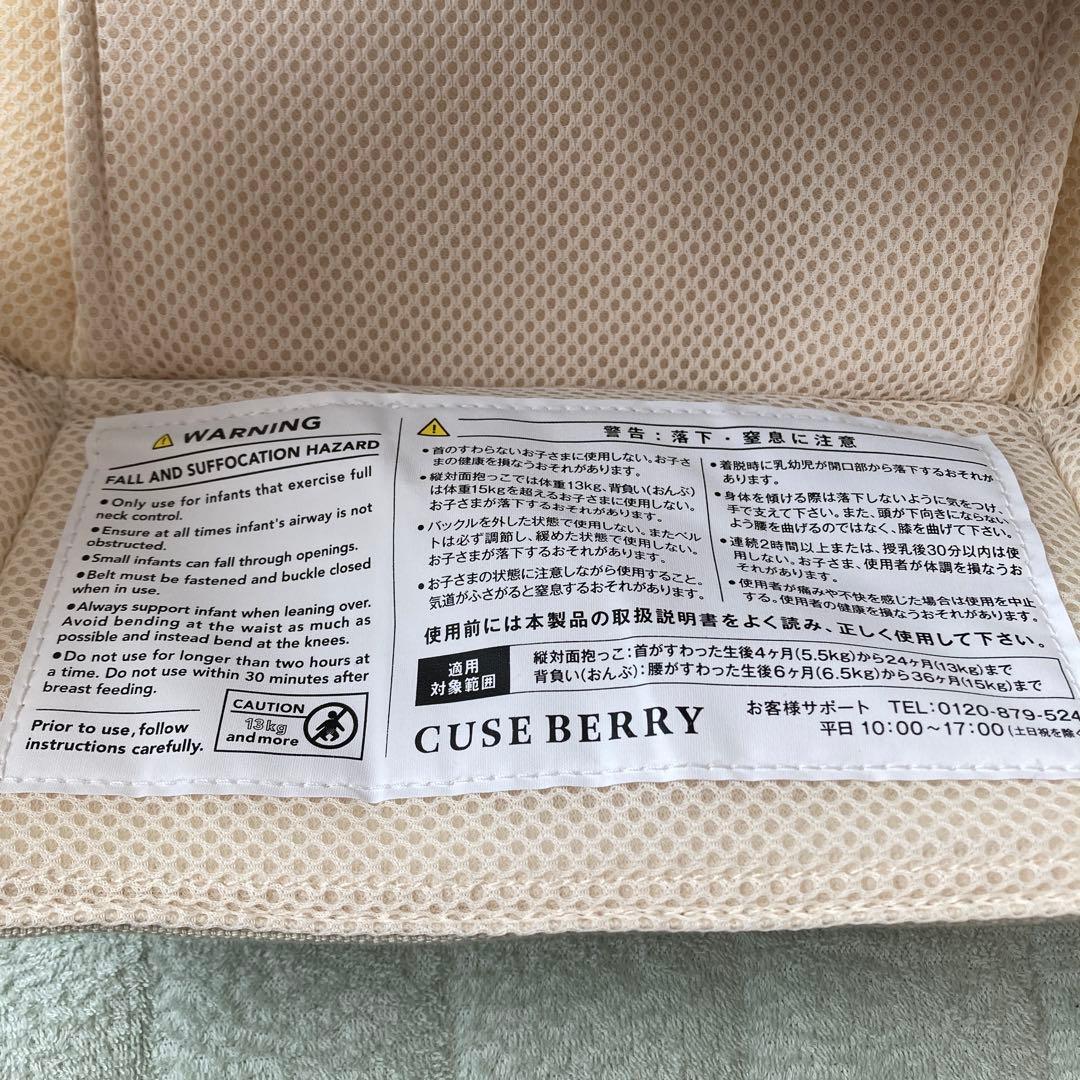 WARNING
FALL AND SUFFOCATION HAZARD
●Only use for infants that exercise full
neck control.
●Ensure at all times infant's airway is not
obstructed.
●Small infants can fall through openings.
●Belt must be fastened and buckle closed
when in use.
●Always support infant when leaning over.
Avoid bending at the waist as much as
possible and instead bend at the knees.
●Do not use for longer than two hours at
a time. Do not use within 30 minutes after
breast feeding.
Prior to use, follow
instructions carefully.
CAUTION
13kg
and more
警告：落下・窒息に注意
●首のすわらないお子さまに使用しない。お子さ
まの健康を損なうおそれがあります。
●縦対面抱っこでは体重13kg、背負い(おんぶ)
は体重15kgを超えるお子さまに使用しない。
お子さまが落下するおそれがあります。
●バックルを外した状態で使用しない。またベル
トは必ず調節し、緩めた状態で使用しない。
お子さまが落下するおそれがあります。
●お子さまの状態に注意しながら使用すること。
気道がふさがると窒息するおそれがあります。
●着脱時に乳幼児が開口部から落下するおそれが
あります。
●身体を傾ける際は落下しないように気をつけ、
手で支えて下さい。また、頭が下向きにならない
よう腰を曲げるのではなく、膝を曲げて下さい。
●連続2時間以上または、授乳後30分以内は使
用しない。お子さま、使用者が体調を損なうお
それがあります。
●使用者が痛みや不快を感じた場合は使用を中止
する。使用者の健康を損なうおそれがあります。
使用前には本製品の取扱説明書をよく読み、正しく使用して下さい。
適用
対象範囲
縦対面抱っこ：首がすわった生後4ヶ月(5.5kg)から24ヶ月(13kg)まで
背負い(おんぶ)：腰がすわった生後6ヶ月(6.5kg)から36ヶ月(15kg)まで
CUSE BERRY
お客様サポート TEL：0120-879-524
平日 10:00～17:00(土日祝を除く